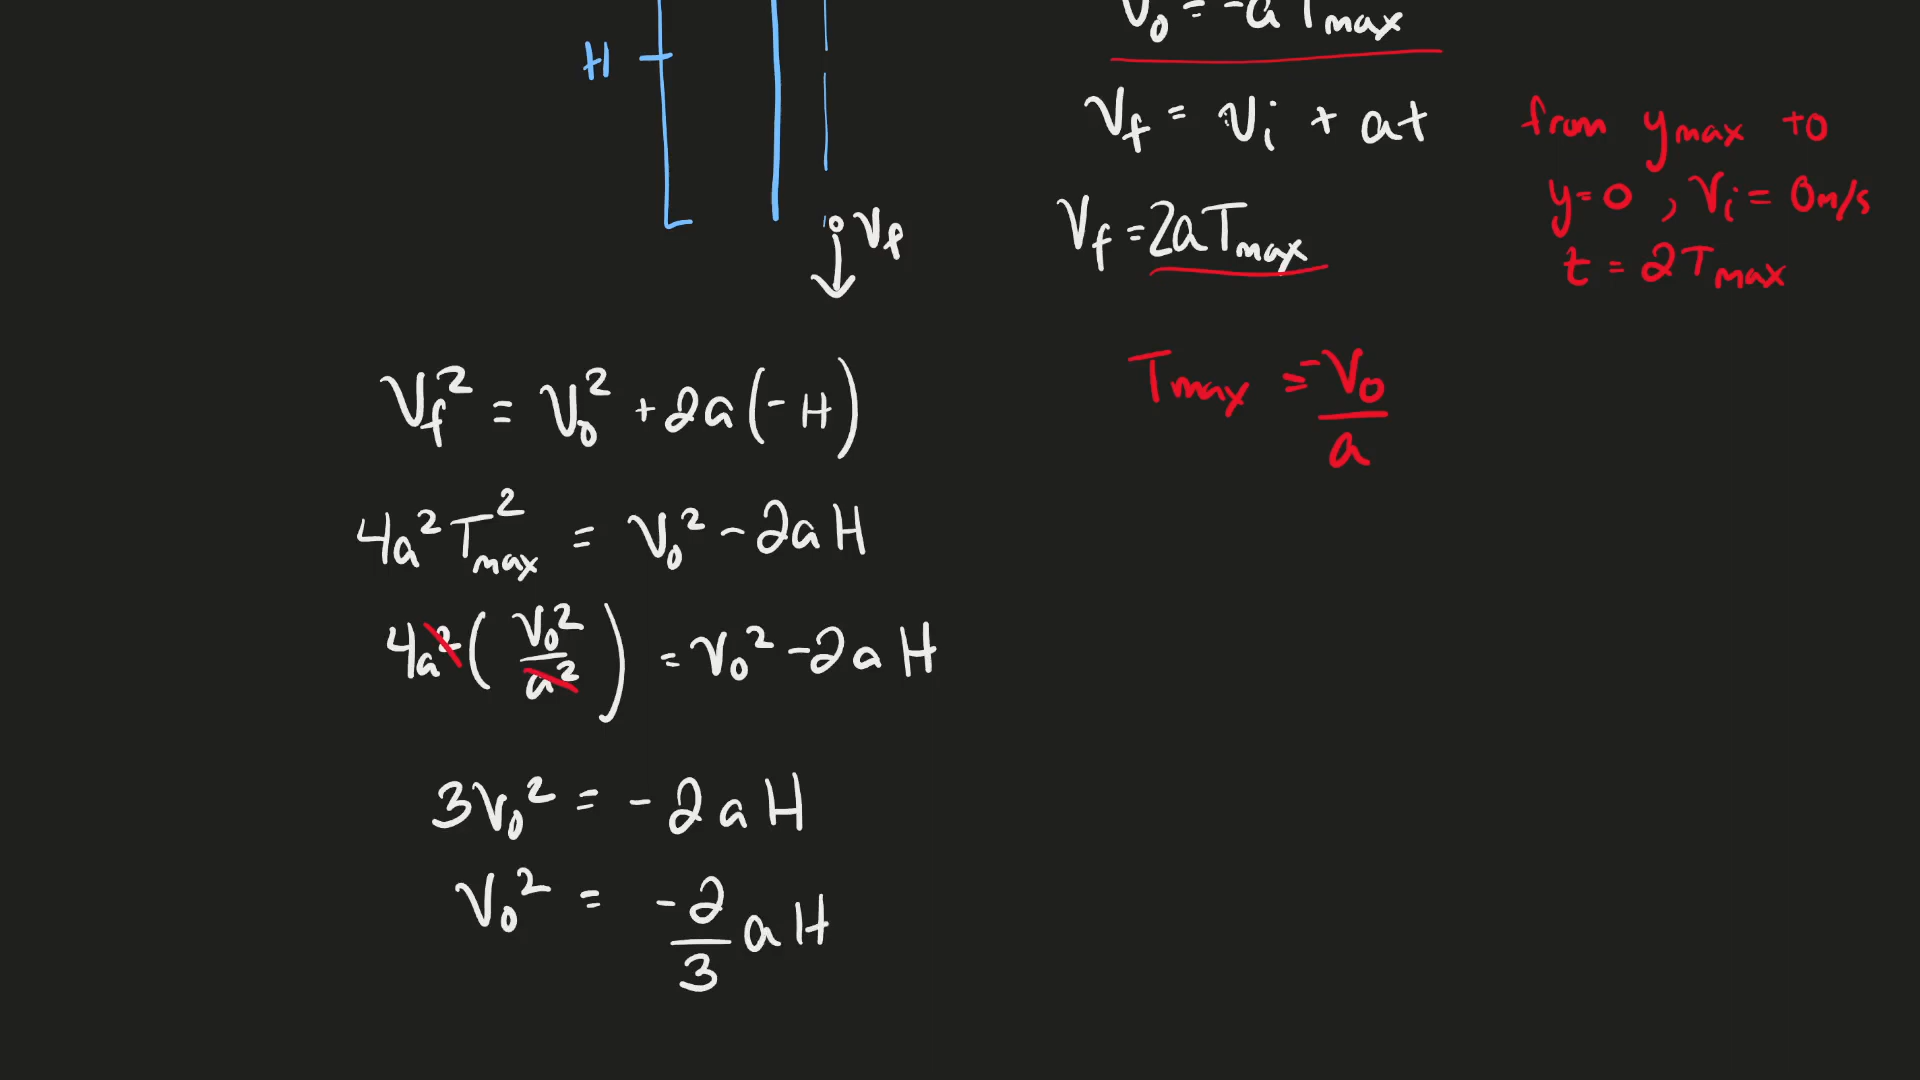 V₀ = -a Tmax
H
Vf = Vi + at
from ymax to
y=0 , Vi = 0m/s
t = 2Tmax
Vf = 2aTmax
Vf
Tmax = -V₀/a
Vf² = V₀² + 2a(-H)
4a²Tmax² = V₀² - 2aH
4a²(V₀²/a²) = V₀² - 2aH
3V₀² = -2aH
V₀² = -2/3 aH